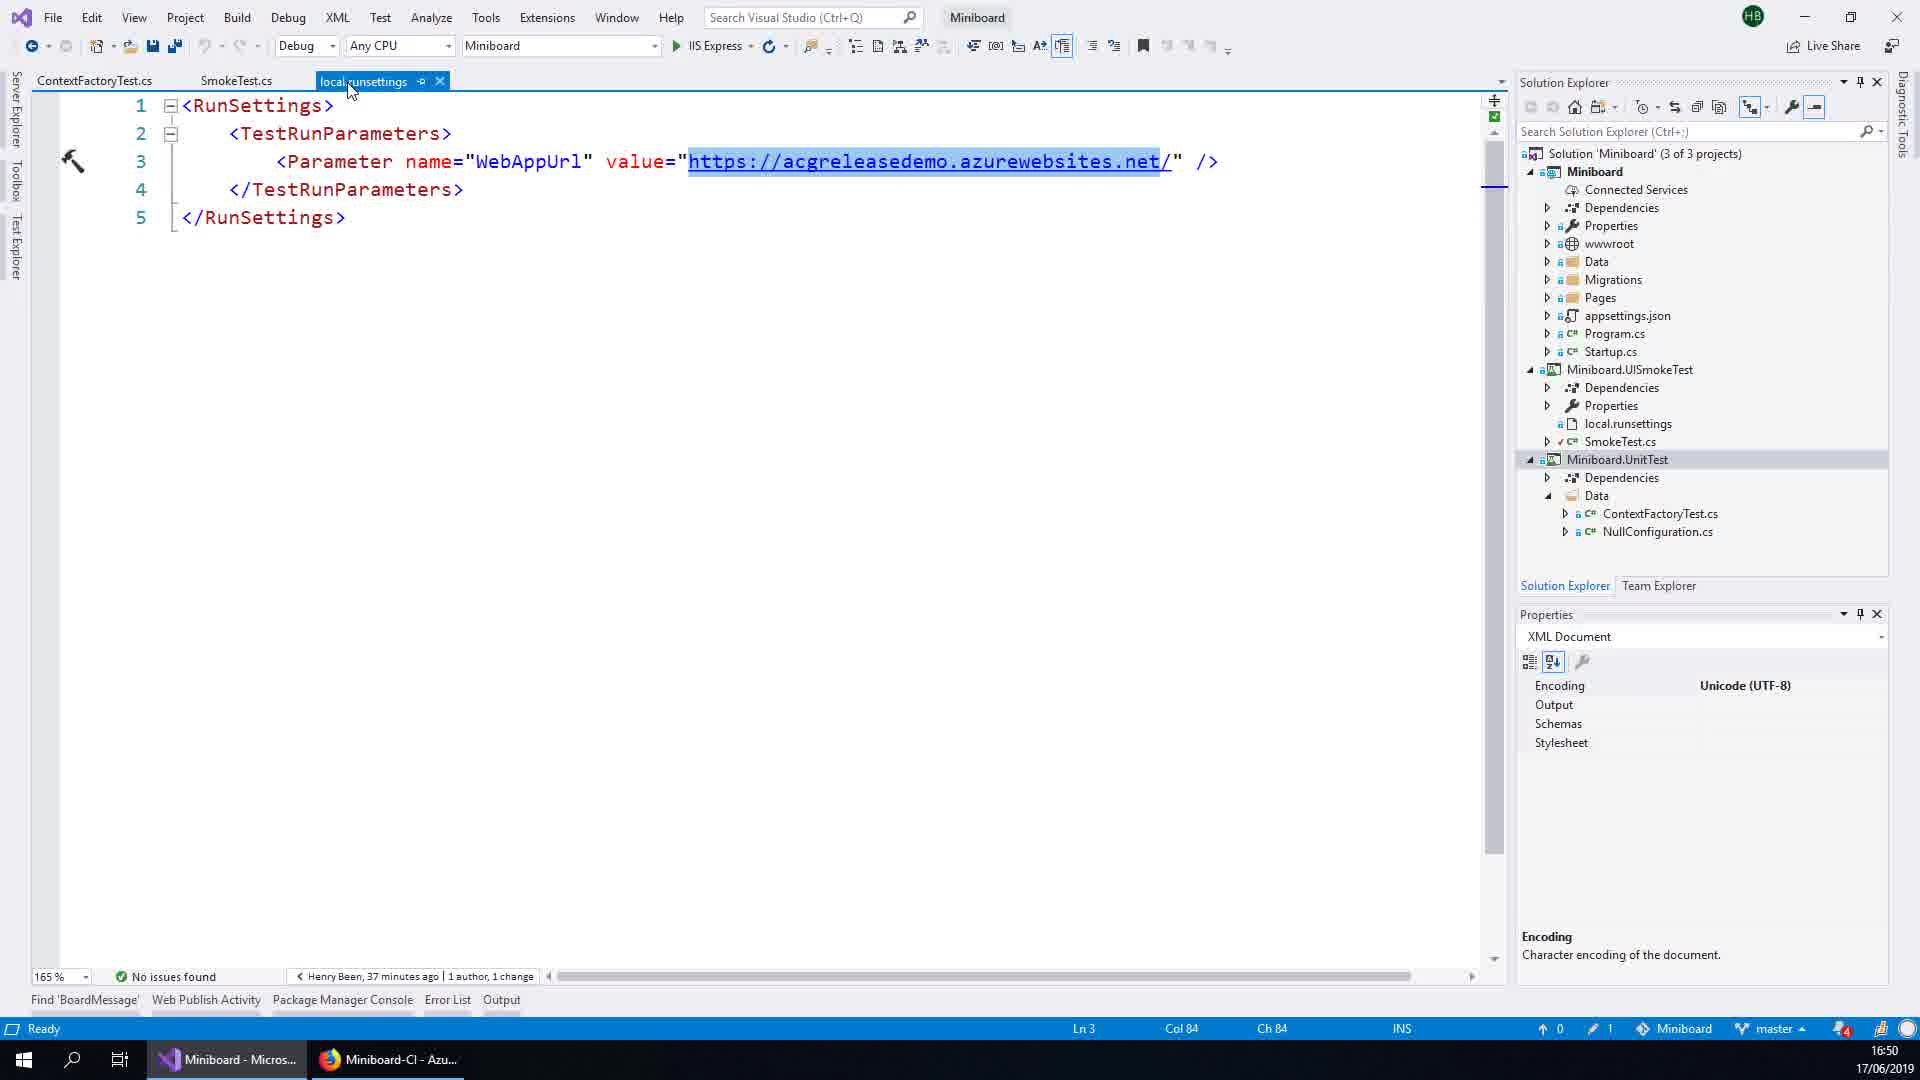 File Edit View Project Build Debug XML Test Analyze Tools Extensions Window Help Search Visual Studio (Ctrl+Q) Miniboard HB
Debug Any CPU Miniboard IIS Express Live Share
ContextFactoryTest.cs SmokeTest.cs local.runsettings
Server Explorer
Toolbox
Test Explorer
1 <RunSettings>
2 <TestRunParameters>
3 <Parameter name="WebAppUrl" value="https://acgreleasedemo.azurewebsites.net/" />
4 </TestRunParameters>
5 </RunSettings>
165 % No issues found Henry Been, 37 minutes ago | 1 author, 1 change
Find 'BoardMessage' Web Publish Activity Package Manager Console Error List Output
Solution Explorer
Search Solution Explorer (Ctrl+;)
Solution 'Miniboard' (3 of 3 projects)
Miniboard
Connected Services
Dependencies
Properties
wwwroot
Data
Migrations
Pages
appsettings.json
C# Program.cs
C# Startup.cs
Miniboard.UISmokeTest
Dependencies
Properties
local.runsettings
C# SmokeTest.cs
Miniboard.UnitTest
Dependencies
Data
C# ContextFactoryTest.cs
C# NullConfiguration.cs
Solution Explorer Team Explorer
Properties
XML Document
Encoding Unicode (UTF-8)
Output
Schemas
Stylesheet
Encoding
Character encoding of the document.
Diagnostic Tools
Ready Ln 3 Col 84 Ch 84 INS 0 1 Miniboard master 4
Miniboard - Micros... Miniboard-CI - Azu...
16:50
17/06/2019